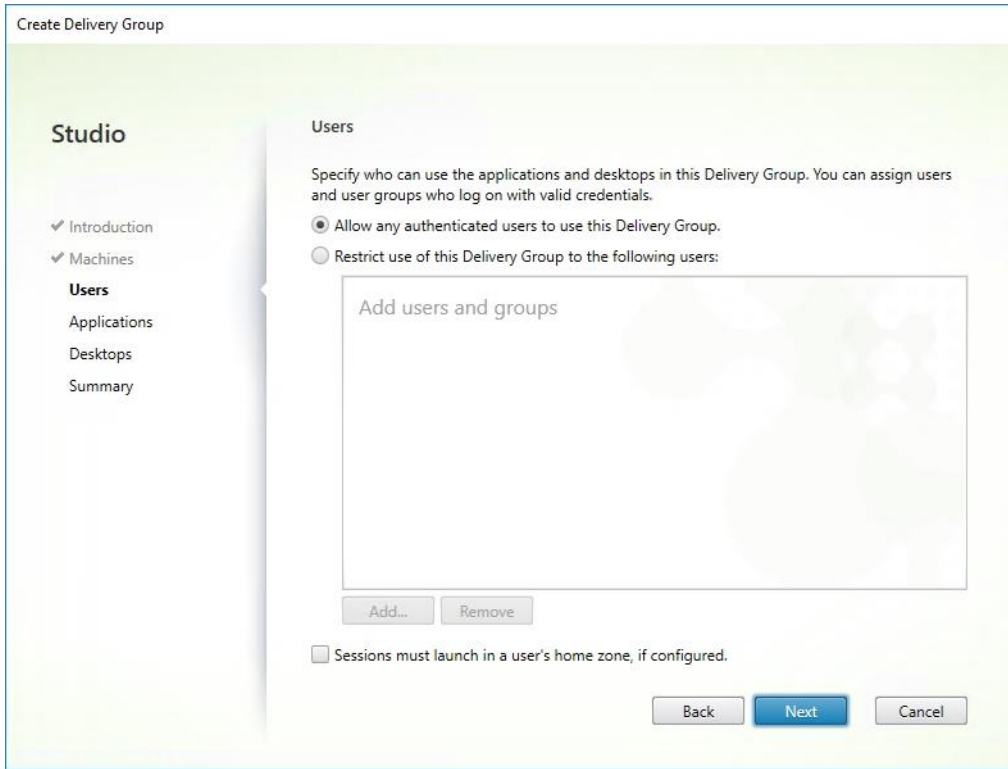 Create Delivery Group
Studio
Introduction
Machines
Users
Applications
Desktops
Summary
Users
Specify who can use the applications and desktops in this Delivery Group. You can assign users
and user groups who log on with valid credentials.
Allow any authenticated users to use this Delivery Group.
Restrict use of this Delivery Group to the following users:
Add users and groups
Add...
Remove
Sessions must launch in a user's home zone, if configured.
Back
Next
Cancel